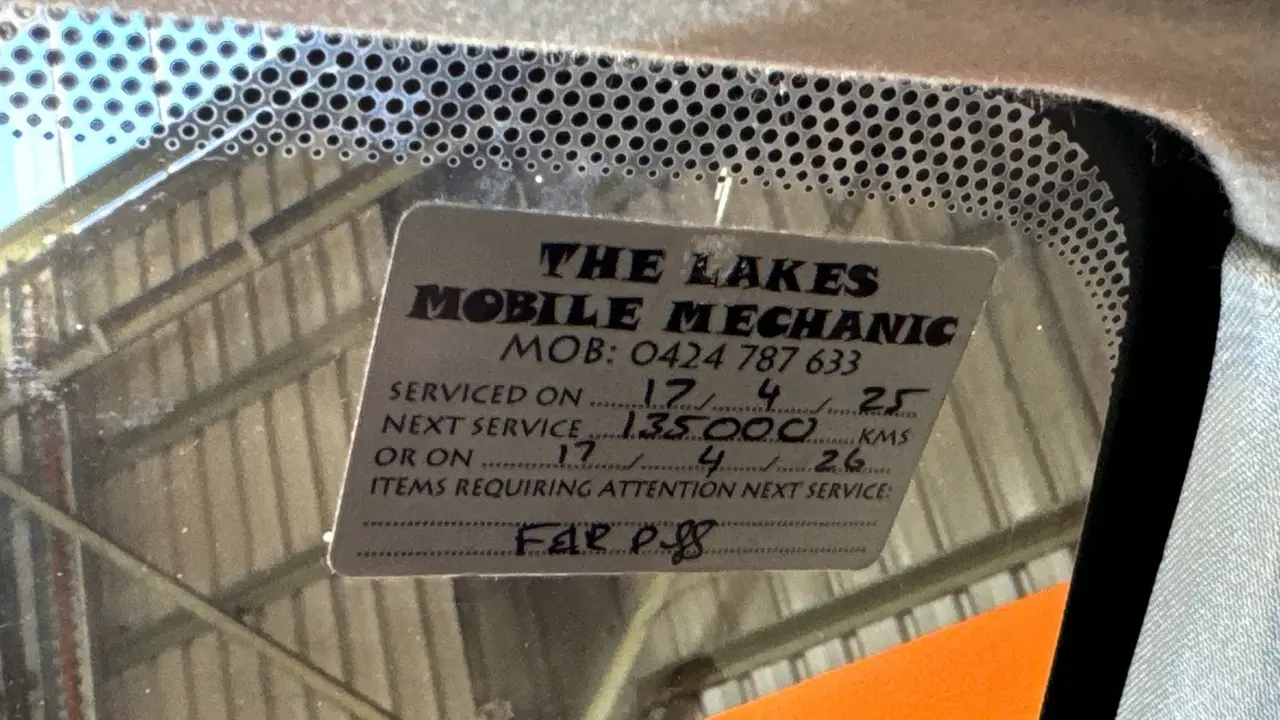 THE LAKES
MOBILE MECHANIC
MOB: 0424 787 633
SERVICED ON 17 / 4 / 25
NEXT SERVICE 135000 KMS
OR ON 17 / 4 / 26
ITEMS REQUIRING ATTENTION NEXT SERVICE:
F&R